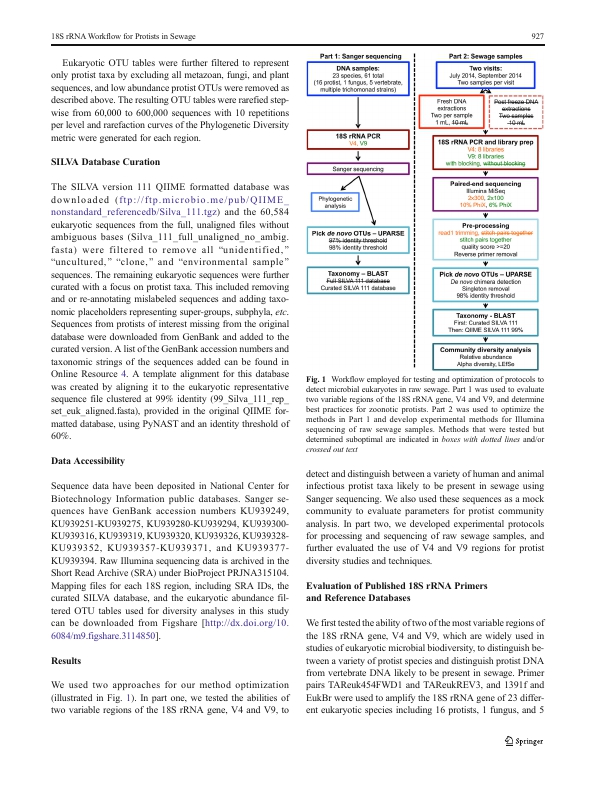 18S rRNA Workflow for Protists in Sewage
927
Eukaryotic OTU tables were further filtered to represent
only protist taxa by excluding all metazoan, fungi, and plant
sequences, and low abundance protist OTUs were removed as
described above. The resulting OTU tables were rarefied step-
wise from 60,000 to 600,000 sequences with 10 repetitions
per level and rarefaction curves of the Phylogenetic Diversity
metric were generated for each region.
SILVA Database Curation
The SILVA version 111 QIIME formatted database was
downloaded (ftp://ftp.microbio.me/pub/QIIME_
nonstandard_referencedb/Silva_111.tgz) and the 60,584
eukaryotic sequences from the full, unaligned files without
ambiguous bases (Silva_111_full_unaligned_no_ambig.
fasta) were filtered to remove all “unidentified,”
“uncultured,” “clone,” and “environmental sample”
sequences. The remaining eukaryotic sequences were further
curated with a focus on protist taxa. This included removing
and or re-annotating mislabeled sequences and adding taxo-
nomic placeholders representing super-groups, subphyla, etc.
Sequences from protists of interest missing from the original
database were downloaded from GenBank and added to the
curated version. A list of the GenBank accession numbers and
taxonomic strings of the sequences added can be found in
Online Resource 4. A template alignment for this database
was created by aligning it to the eukaryotic representative
sequence file clustered at 99% identity (99_Silva_111_rep_
set_euk_aligned.fasta), provided in the original QIIME for-
matted database, using PyNAST and an identity threshold of
60%.
Data Accessibility
Sequence data have been deposited in National Center for
Biotechnology Information public databases. Sanger se-
quences have GenBank accession numbers KU939249,
KU939251-KU939275, KU939280-KU939294, KU939300-
KU939316, KU939319, KU939320, KU939326, KU939328-
KU939352, KU939357-KU939371, and KU939377-
KU939394. Raw Illumina sequencing data is archived in the
Short Read Archive (SRA) under BioProject PRJNA315104.
Mapping files for each 18S region, including SRA IDs, the
curated SILVA database, and the eukaryotic abundance fil-
tered OTU tables used for diversity analyses in this study
can be downloaded from Figshare [http://dx.doi.org/10.
6084/m9.figshare.3114850].
Results
We used two approaches for our method optimization
(illustrated in Fig. 1). In part one, we tested the abilities of
two variable regions of the 18S rRNA gene, V4 and V9, to
Part 1: Sanger sequencing
DNA samples:
23 species, 61 total
(16 protist, 1 fungus, 5 vertebrate,
multiple trichomonad strains)
18S rRNA PCR
V4, V9
Sanger sequencing
Phylogenetic
analysis
Pick de novo OTUs – UPARSE
97% identity threshold
98% identity threshold
Taxonomy – BLAST
Full SILVA 111 database
Curated SILVA 111 database
Part 2: Sewage samples
Two visits:
July 2014, September 2014
Two samples per visit
Fresh DNA
extractions
Two per sample
1 mL, 10 mL
Post freeze DNA
extractions
Two samples
10 mL
18S rRNA PCR and library prep
V4: 8 libraries
V9: 8 libraries
with blocking, without blocking
Paired-end sequencing
Illumina MiSeq
2x300, 2x100
10% PhiX, 6% PhiX
Pre-processing
read1 trimming, stitch pairs together
stitch pairs together
quality score >=20
Reverse primer removal
Pick de novo OTUs – UPARSE
De novo chimera detection
Singleton removal
98% identity threshold
Taxonomy - BLAST
First: Curated SILVA 111
Then: QIIME SILVA 111 99%
Community diversity analysis
Relative abundance
Alpha diversity, LEfSe
Fig. 1 Workflow employed for testing and optimization of protocols to
detect microbial eukaryotes in raw sewage. Part 1 was used to evaluate
two variable regions of the 18S rRNA gene, V4 and V9, and determine
best practices for zoonotic protists. Part 2 was used to optimize the
methods in Part 1 and develop experimental methods for Illumina
sequencing of raw sewage samples. Methods that were tested but
determined suboptimal are indicated in boxes with dotted lines and/or
crossed out text
detect and distinguish between a variety of human and animal
infectious protist taxa likely to be present in sewage using
Sanger sequencing. We also used these sequences as a mock
community to evaluate parameters for protist community
analysis. In part two, we developed experimental protocols
for processing and sequencing of raw sewage samples, and
further evaluated the use of V4 and V9 regions for protist
diversity studies and techniques.
Evaluation of Published 18S rRNA Primers
and Reference Databases
We first tested the ability of two of the most variable regions of
the 18S rRNA gene, V4 and V9, which are widely used in
studies of eukaryotic microbial biodiversity, to distinguish be-
tween a variety of protist species and distinguish protist DNA
from vertebrate DNA likely to be present in sewage. Primer
pairs TAReuk454FWD1 and TAReukREV3, and 1391f and
EukBr were used to amplify the 18S rRNA gene of 23 differ-
ent eukaryotic species including 16 protists, 1 fungus, and 5
Springer